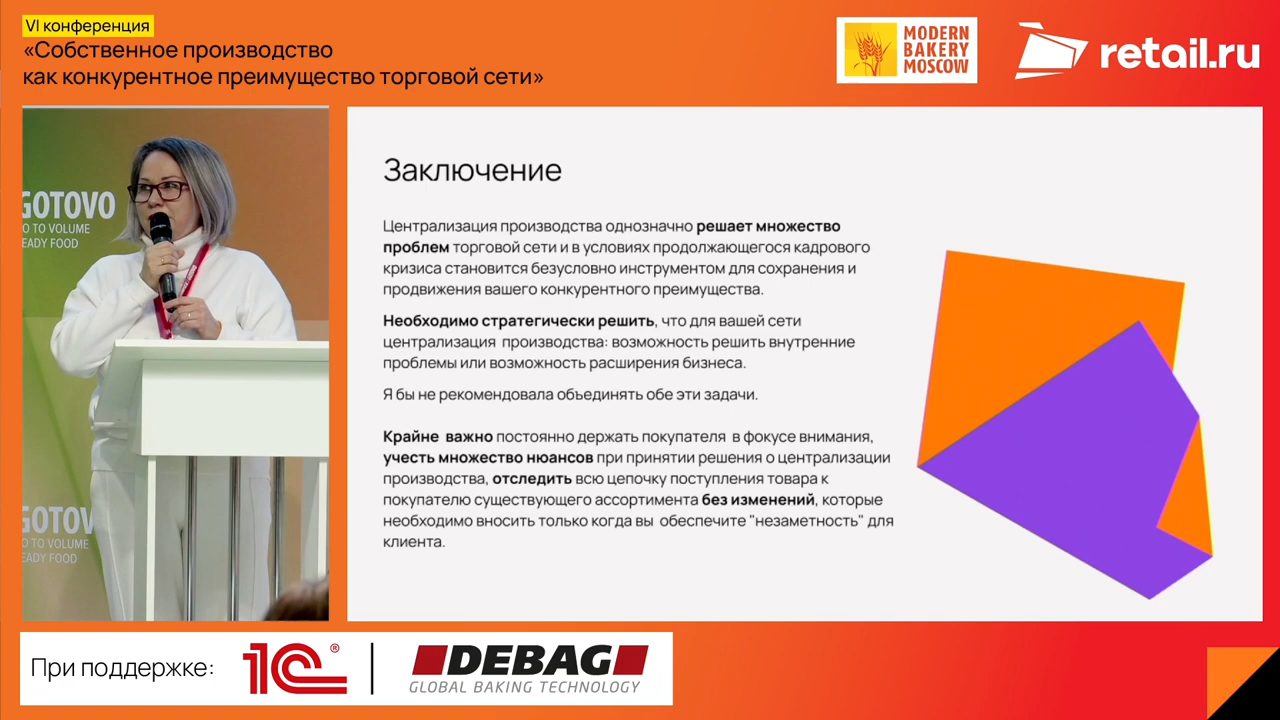 VI конференция
«Собственное производство
как конкурентное преимущество торговой сети»
MODERN
BAKERY
MOSCOW
retail.ru
GOTOVO
O TO VOLUME
EADY FOOD
GOTOV
O TO VOLUME
EADY FOOD
Заключение
Централизация производства однозначно решает множество
проблем торговой сети и в условиях продолжающегося кадрового
кризиса становится безусловно инструментом для сохранения и
продвижения вашего конкурентного преимущества.
Необходимо стратегически решить, что для вашей сети
централизация производства: возможность решить внутренние
проблемы или возможность расширения бизнеса.
Я бы не рекомендовала объединять обе эти задачи.
Крайне важно постоянно держать покупателя в фокусе внимания,
учесть множество нюансов при принятии решения о централизации
производства, отследить всю цепочку поступления товара к
покупателю существующего ассортимента без изменений, которые
необходимо вносить только когда вы обеспечите "незаметность" для
клиента.
При поддержке:
1С®
DEBAG
GLOBAL BAKING TECHNOLOGY